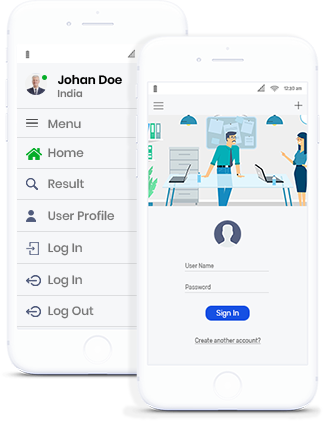 Johan Doe
India
Menu
Home
Result
User Profile
Log In
Log In
Log Out
12:30 am
User Name
Password
Sign In
Create another account?